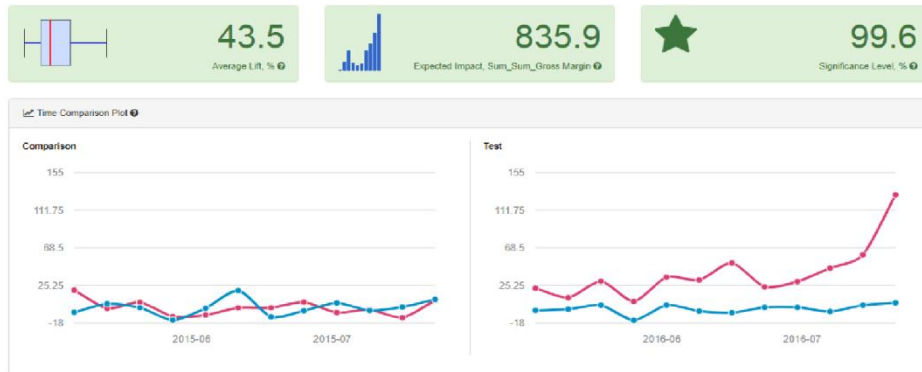 43.5
Average Lift, %
835.9
Expected Impact, Sum_Sum_Gross Margin
99.6
Significance Level, %
Time Comparison Plot
Comparison
155
111.75
68.5
25.25
-18
2015-06 2015-07
Test
155
111.75
68.5
25.25
-18
2016-06 2016-07